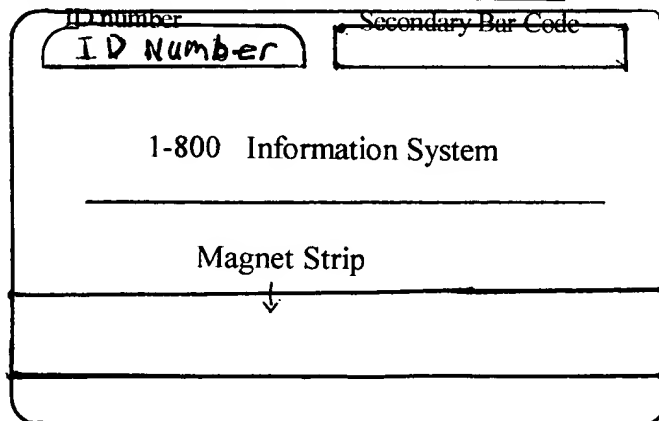 ID number Secondary Bar Code
ID Number
1-800 Information System
Magnet Strip